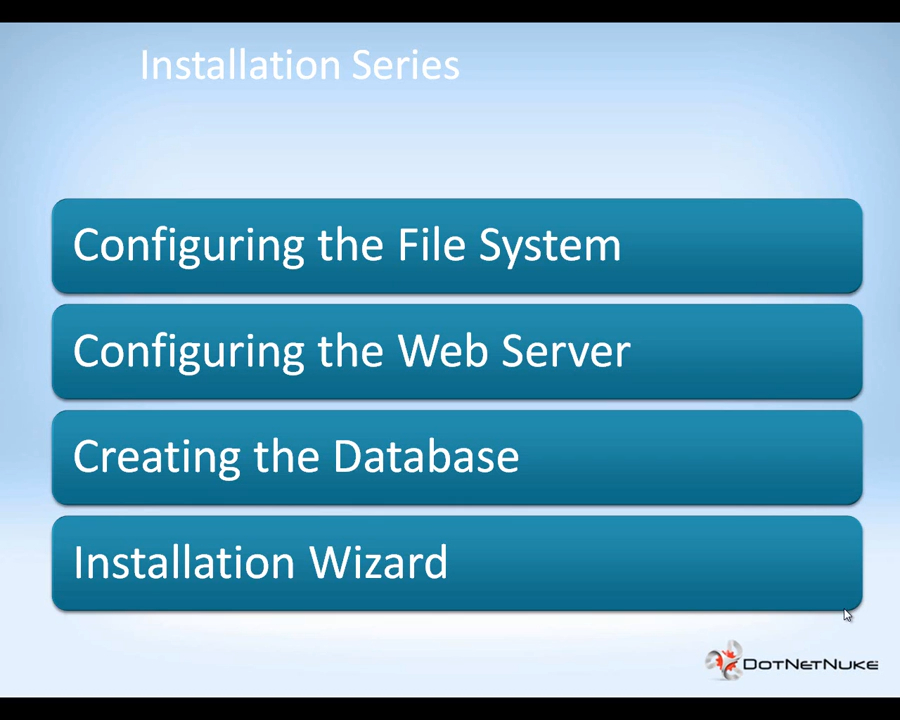 Installation Series
Configuring the File System
Configuring the Web Server
Creating the Database
Installation Wizard
DotNetNuke